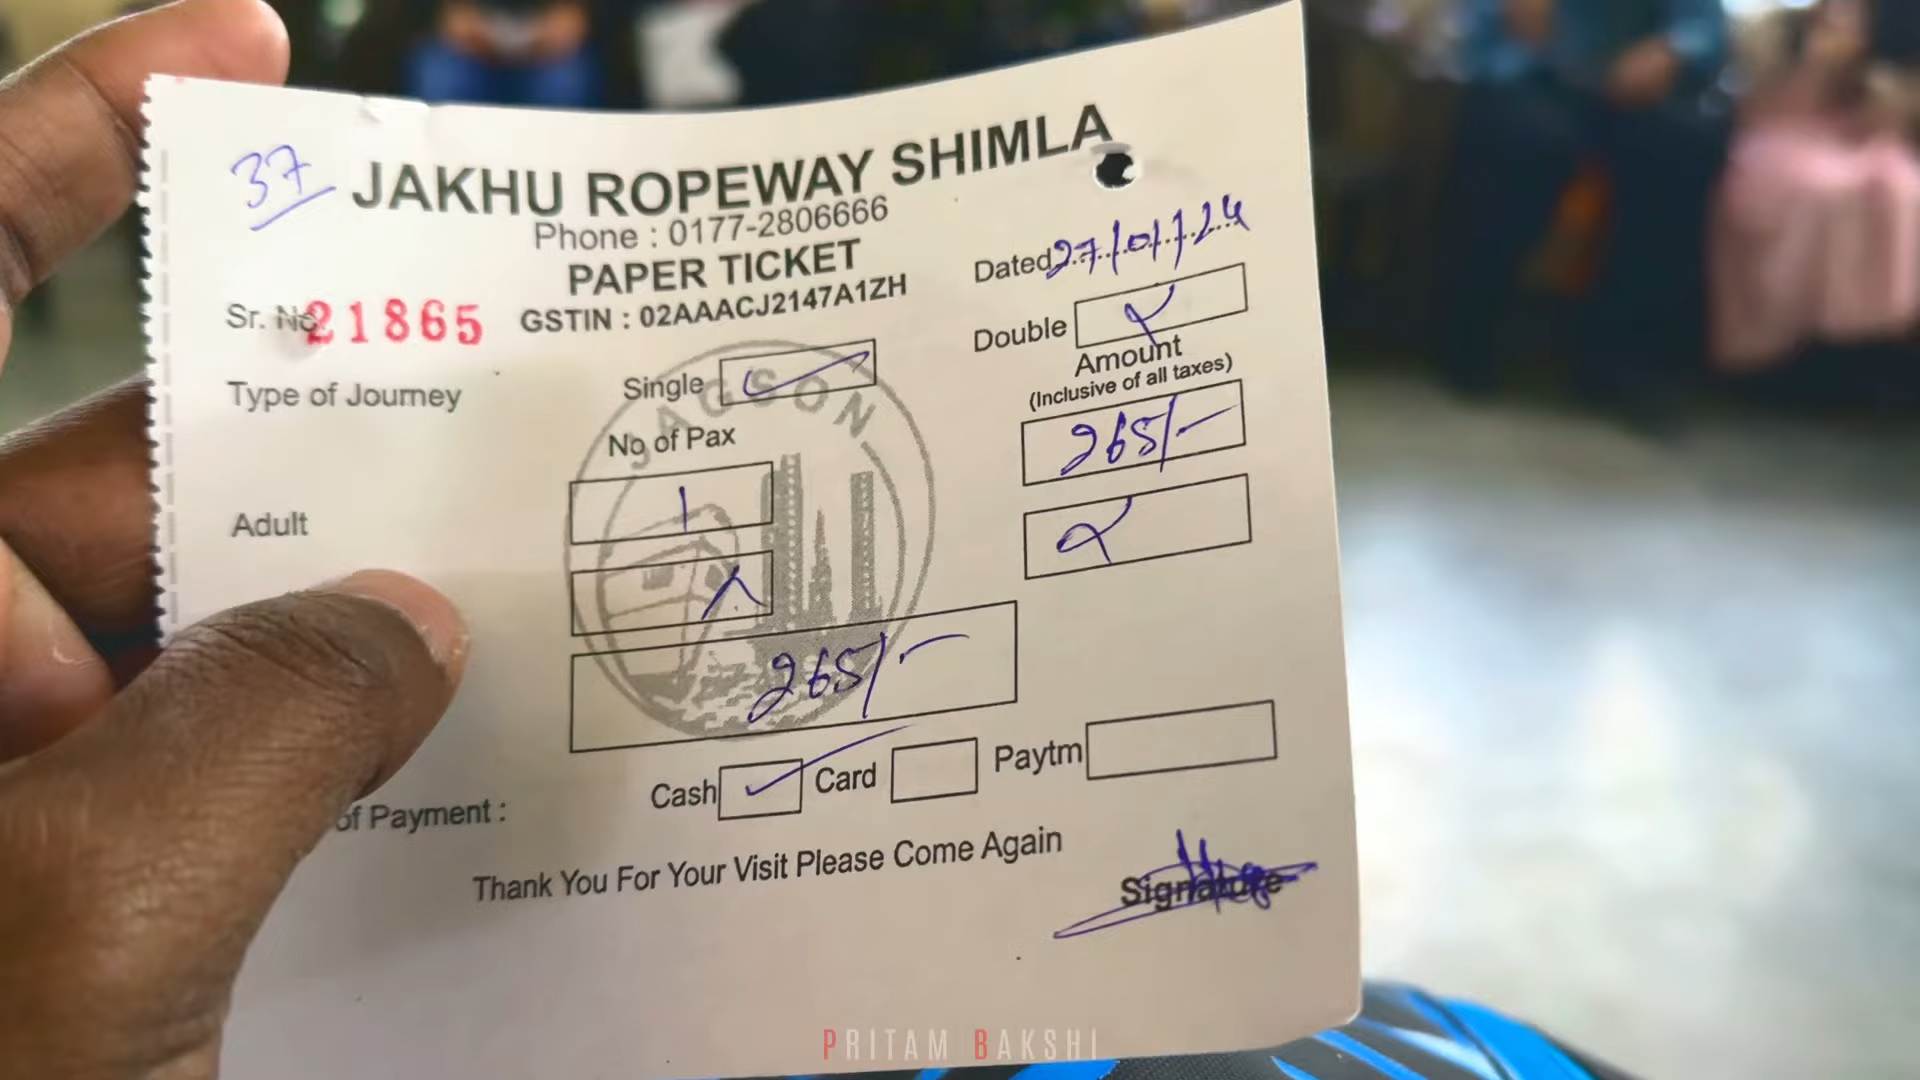 37
JAKHU ROPEWAY SHIMLA
Phone : 0177-2806666
PAPER TICKET
GSTIN : 02AAACJ2147A1ZH
Dated 27/01/24
Sr. No 21865
Type of Journey Single Double
JAGSON
No of Pax Amount
(Inclusive of all taxes)
Adult 1 265/-
265/-
of Payment : Cash Card Paytm
Thank You For Your Visit Please Come Again
Signature
PRITAM BAKSHI